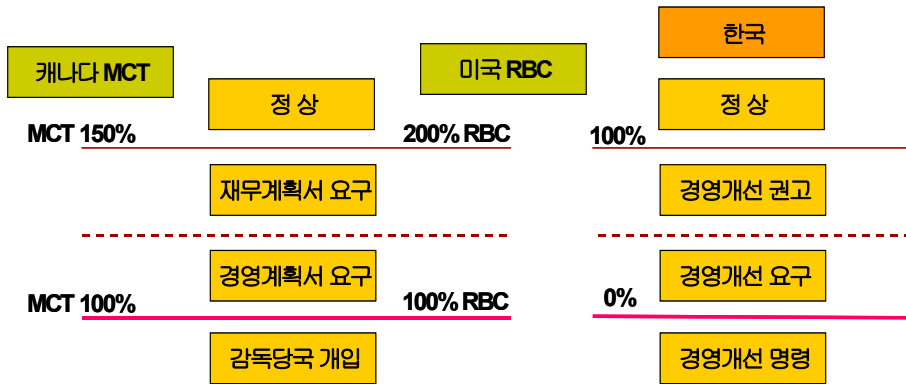 한국
캐나다 MCT
미국 RBC
정 상
정 상
MCT 150%
200% RBC
100%
재무계획서 요구
경영개선 권고
경영계획서 요구
경영개선 요구
MCT 100%
100% RBC
0%
감독당국 개입
경영개선 명령